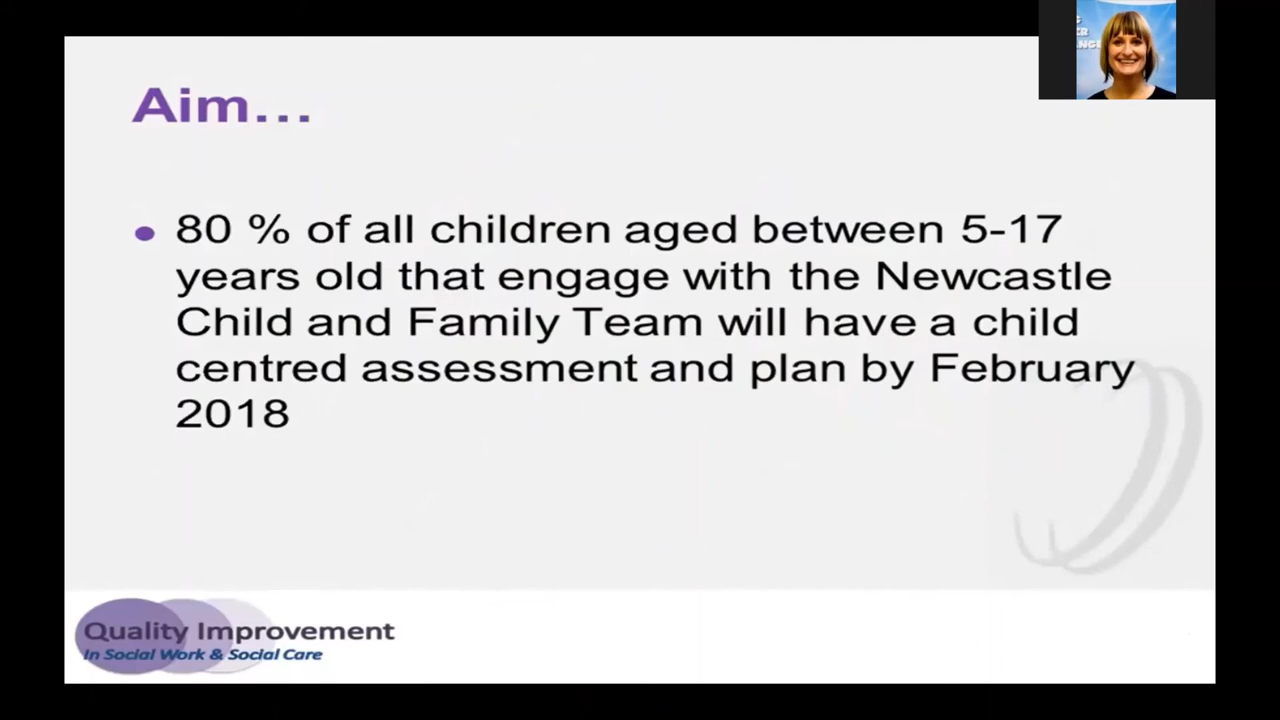 Aim...
• 80 % of all children aged between 5-17
years old that engage with the Newcastle
Child and Family Team will have a child
centred assessment and plan by February
2018
Quality Improvement
In Social Work & Social Care